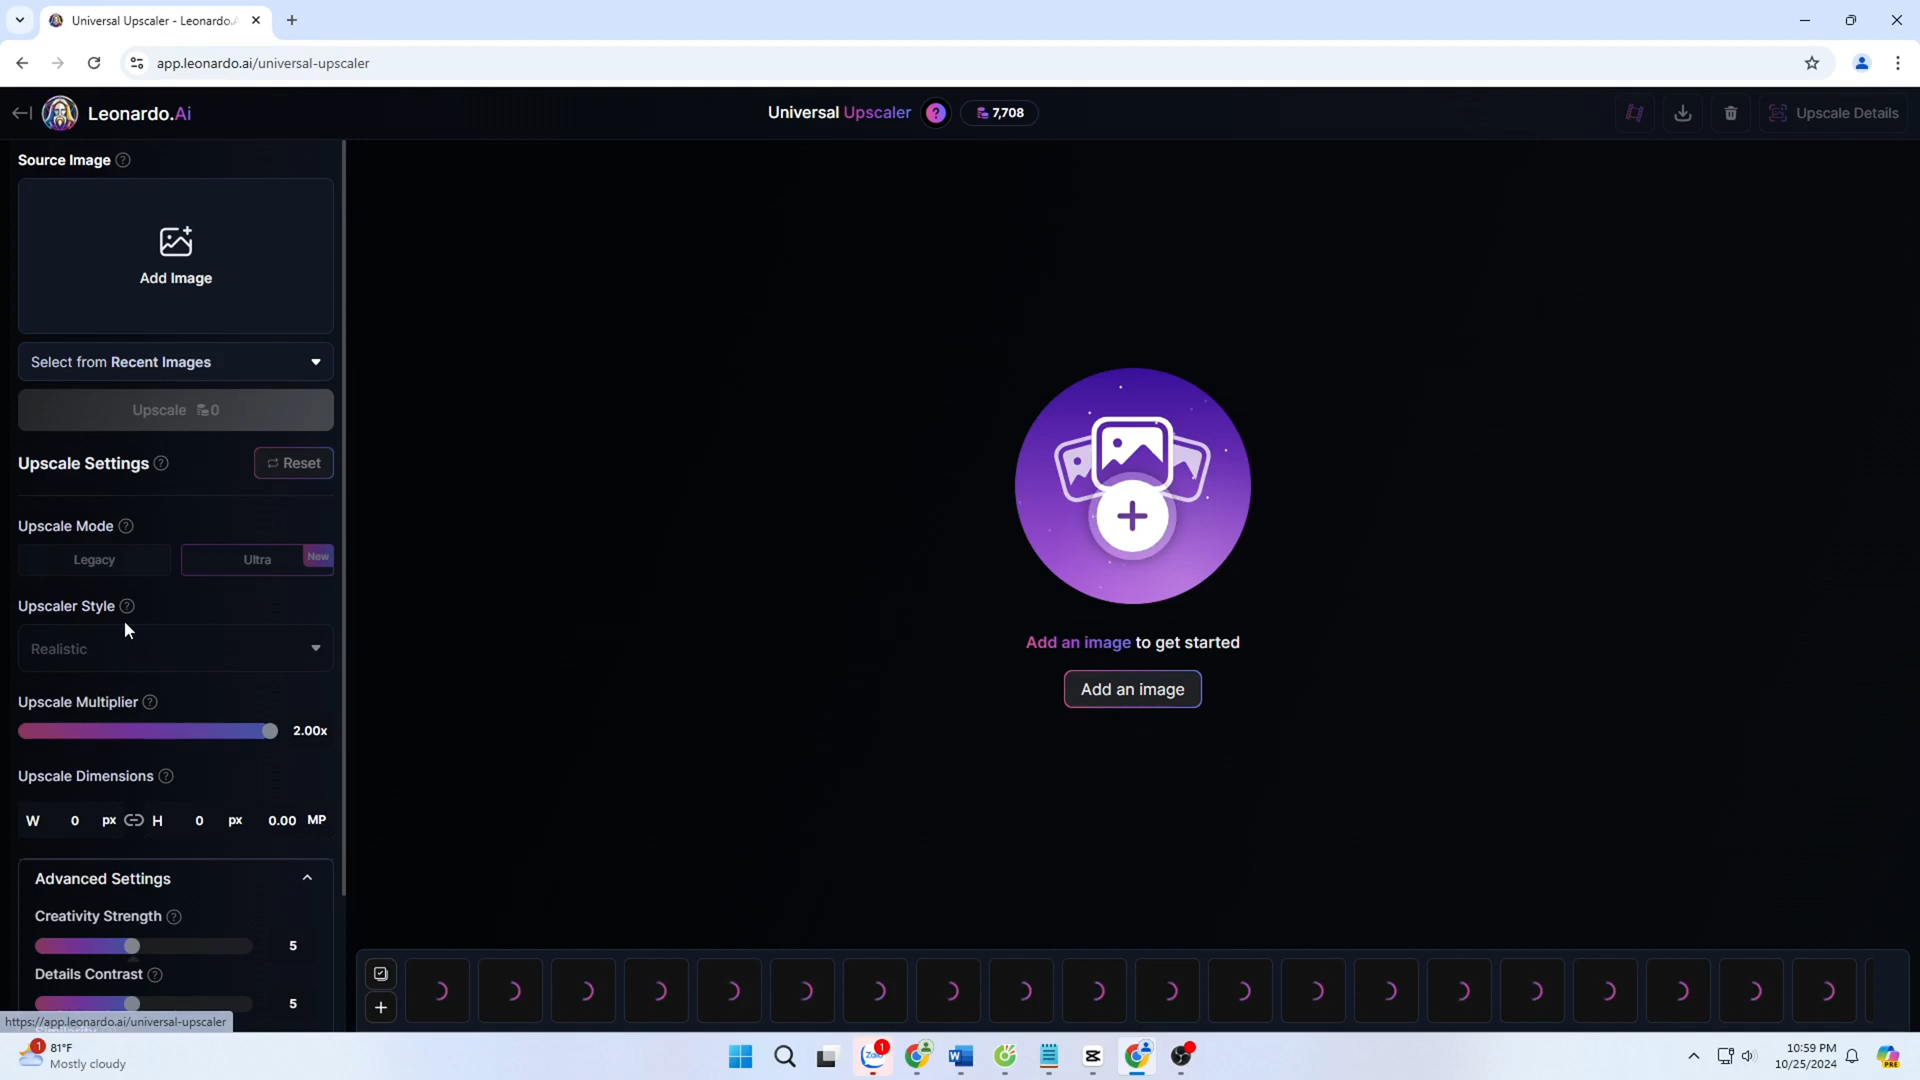 Universal Upscaler - Leonardo.A
app.leonardo.ai/universal-upscaler
Leonardo.Ai
Universal Upscaler ? 7,708
Upscale Details
Source Image ?
Add Image
Select from Recent Images
Upscale 0
Upscale Settings ?
Reset
Upscale Mode ?
Legacy
Ultra
New
Upscaler Style ?
Realistic
Upscale Multiplier ?
2.00x
Upscale Dimensions ?
W 0 px H 0 px 0.00 MP
Advanced Settings
Creativity Strength ?
5
Details Contrast ?
5
Add an image to get started
Add an image
https://app.leonardo.ai/universal-upscaler
1
81°F
Mostly cloudy
Zalo
1
10:59 PM
10/25/2024
PRE